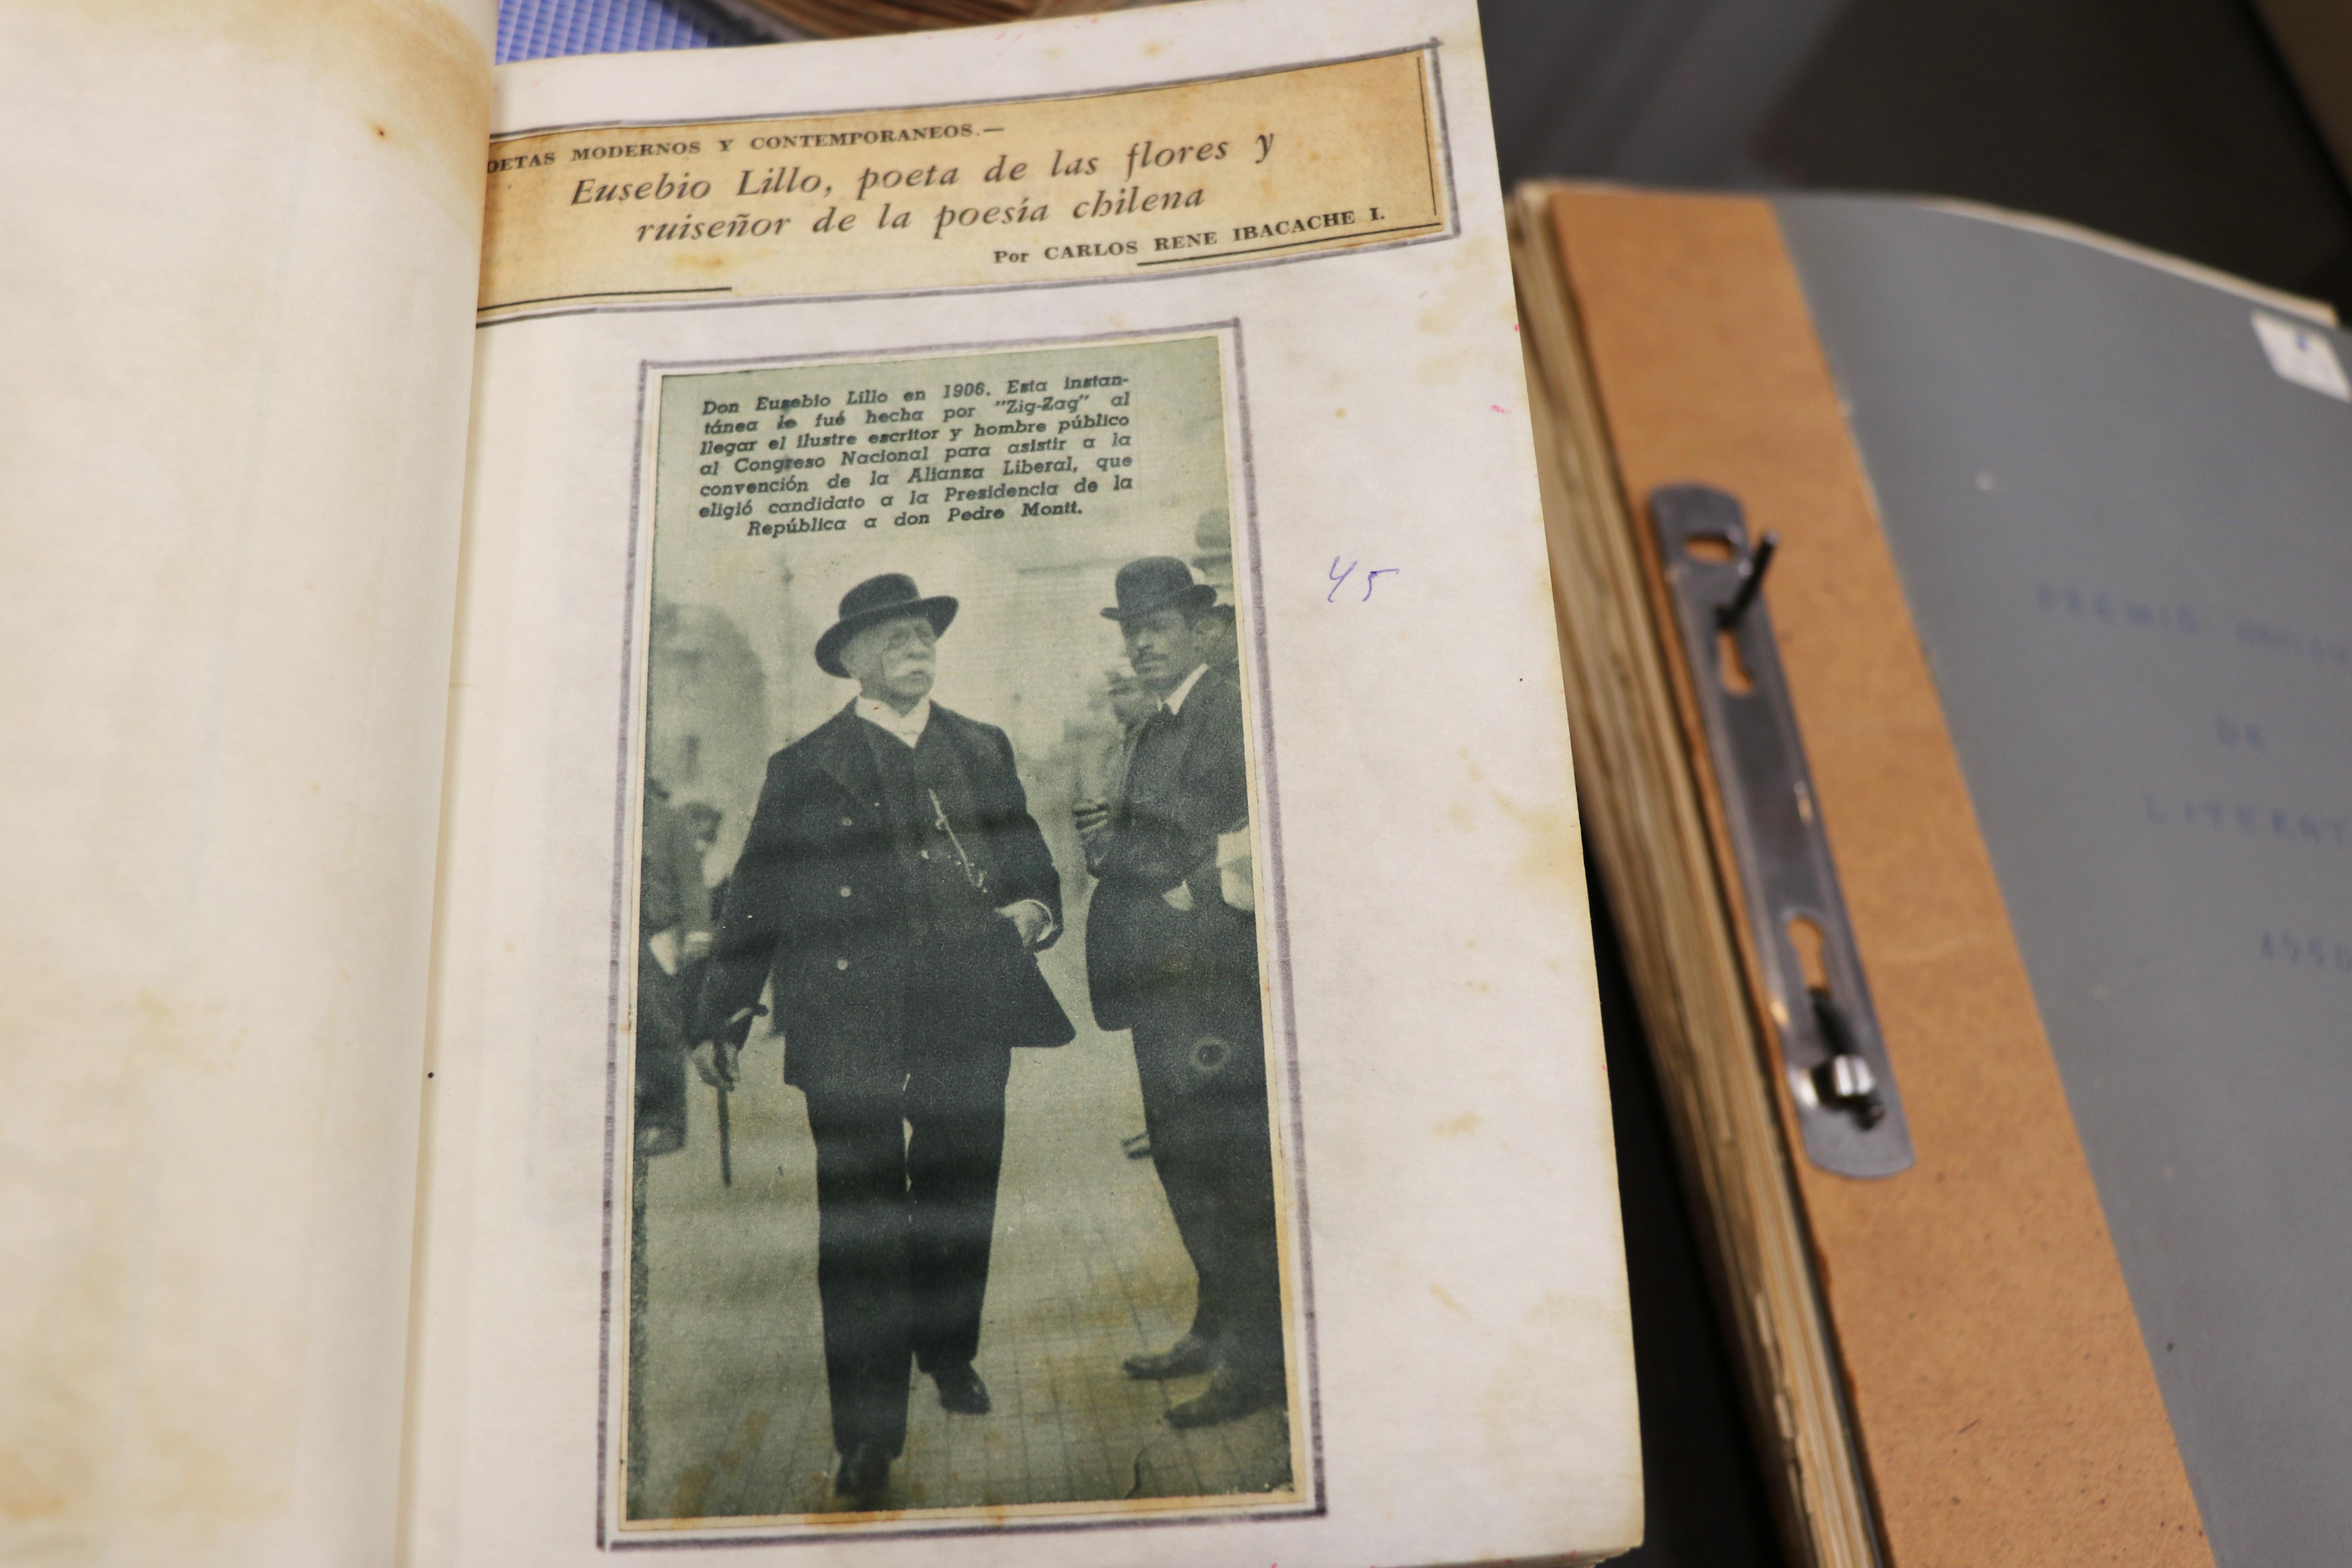 OETAS MODERNOS Y CONTEMPORANEOS.—
Eusebio Lillo, poeta de las flores y
ruiseñor de la poesía chilena
Por CARLOS RENE IBACACHE I.
Don Eusebio Lillo en 1906. Esta instan-
tánea le fué hecha por "Zig-Zag" al
llegar el ilustre escritor y hombre público
al Congreso Nacional para asistir a la
convención de la Alianza Liberal, que
eligió candidato a la Presidencia de la
República a don Pedro Montt.
45
PREMIO
DE
LITERAT